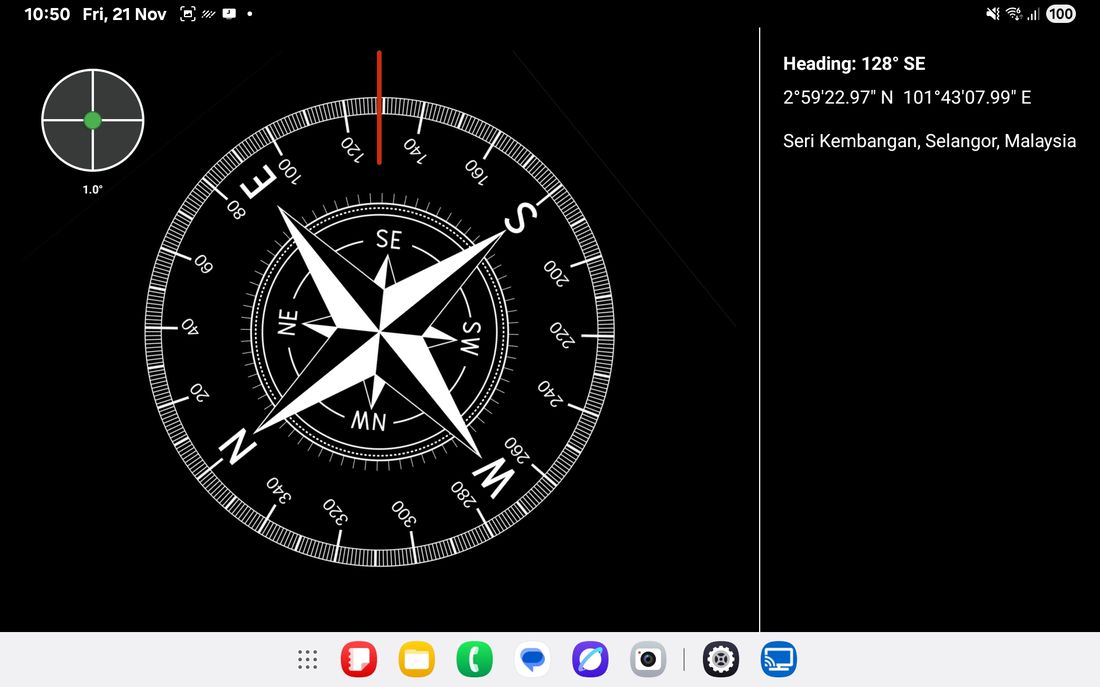 10:50 Fri, 21 Nov
100
Heading: 128° SE
2°59'22.97" N 101°43'07.99" E
Seri Kembangan, Selangor, Malaysia
1.0°
120
140
100
160
E
80
S
60
200
SE
40
NE
SW
220
20
240
NW
N
260
W
340
280
320
300